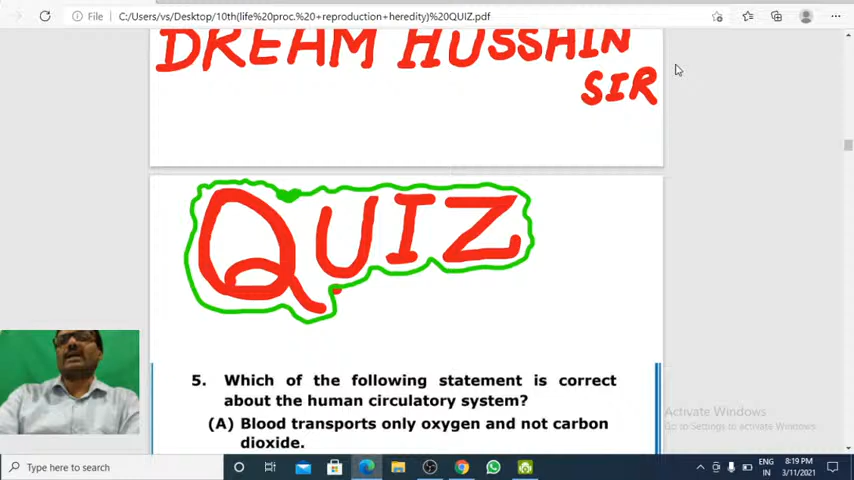 File
C:/Users/vs/Desktop/10th(life%20proc.%20+reproduction+heredity)%20QUIZ.pdf
DREAM HUSSHAIN
SIR
QUIZ
5. Which of the following statement is correct
about the human circulatory system?
(A) Blood transports only oxygen and not carbon
dioxide.
Activate Windows
Go to Settings to activate Windows.
Type here to search
ENG
IN
8:19 PM
3/11/2021